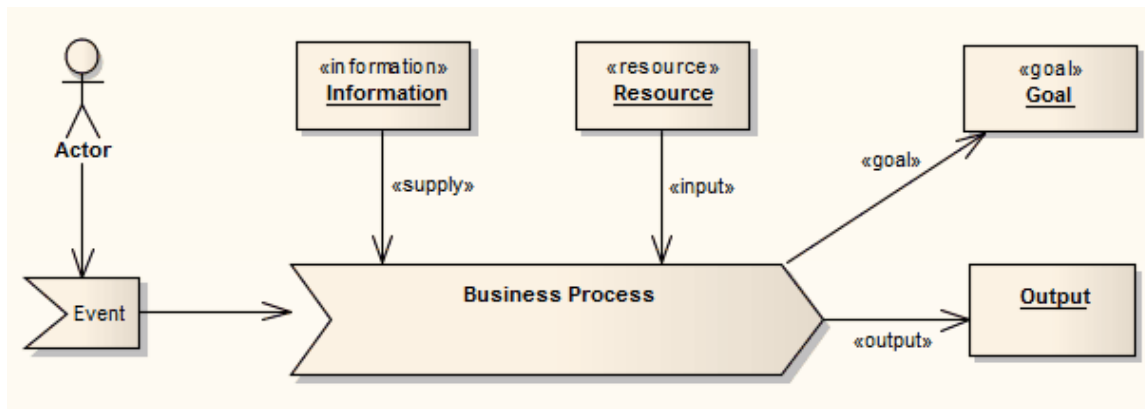 «information»
Information
«resource»
Resource
«goal»
Goal
Actor
«supply»
«input»
«goal»
Event
Business Process
Output
«output»